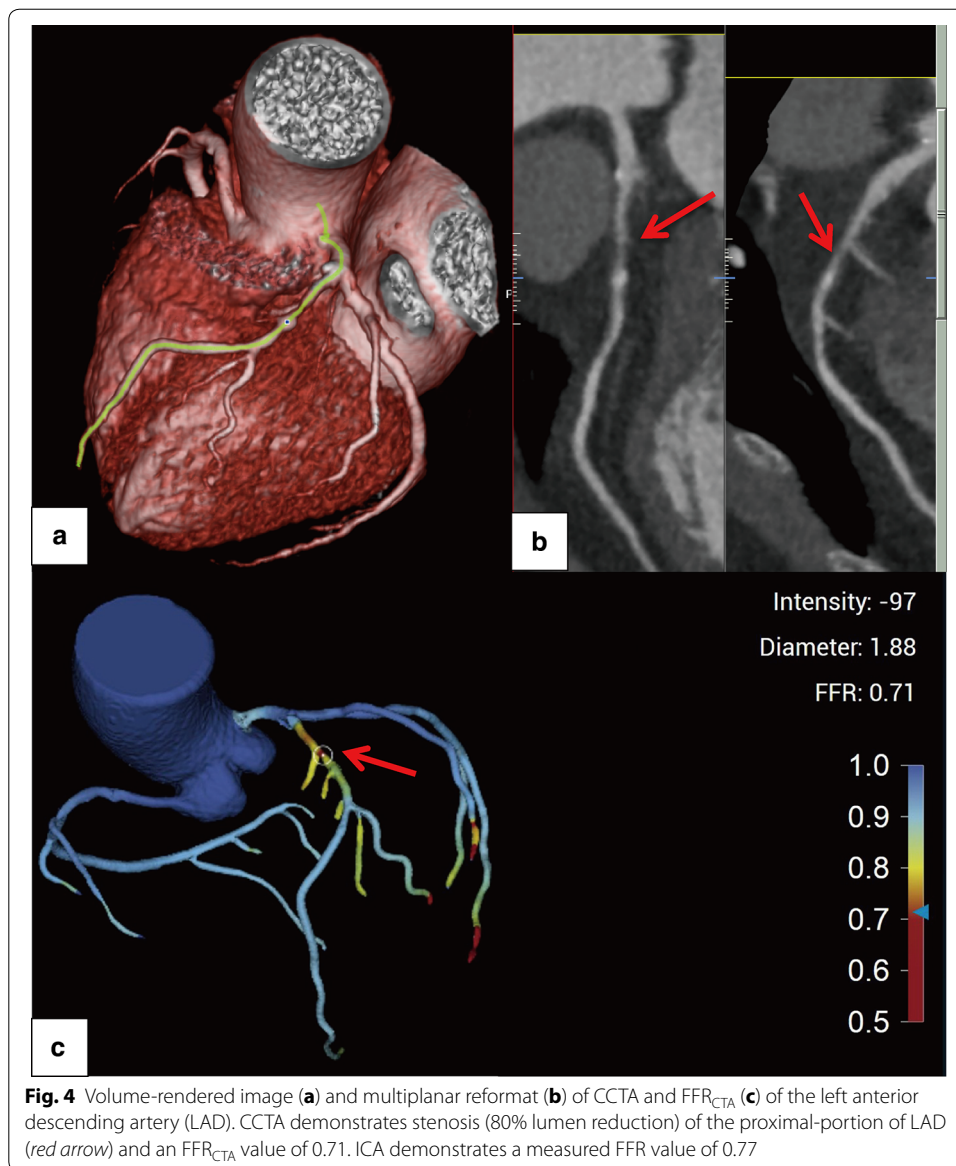 a
b
P
Intensity: -97
Diameter: 1.88
FFR: 0.71
1.0
0.9
0.8
0.7
0.6
0.5
c
Fig. 4 Volume-rendered image (a) and multiplanar reformat (b) of CCTA and FFRCTA (c) of the left anterior
descending artery (LAD). CCTA demonstrates stenosis (80% lumen reduction) of the proximal-portion of LAD
(red arrow) and an FFRCTA value of 0.71. ICA demonstrates a measured FFR value of 0.77